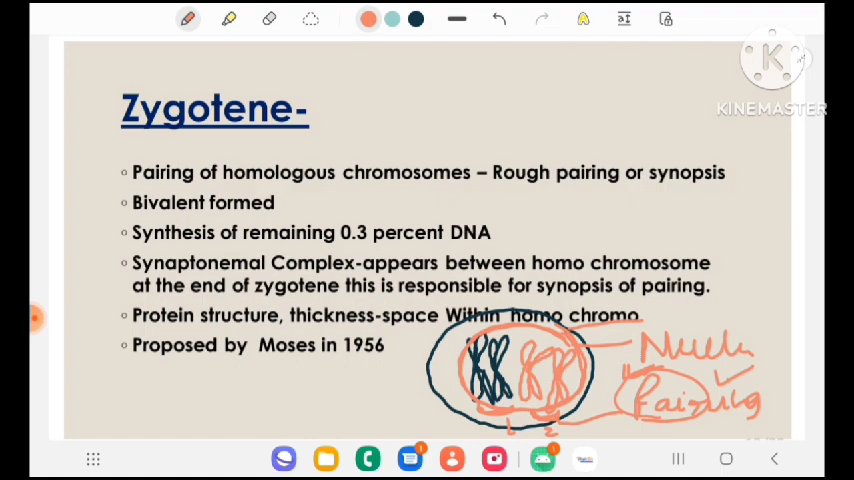 KINEMASTER
Zygotene-
Pairing of homologous chromosomes – Rough pairing or synopsis
Bivalent formed
Synthesis of remaining 0.3 percent DNA
Synaptonemal Complex-appears between homo chromosome
at the end of zygotene this is responsible for synopsis of pairing.
Protein structure, thickness-space Within homo chromo.
Proposed by Moses in 1956
Pairing
1 2